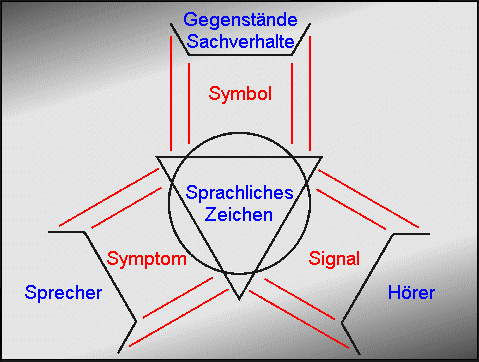 Gegenstände
Sachverhalte
Symbol
Sprachliches
Zeichen
Symptom
Signal
Sprecher
Hörer